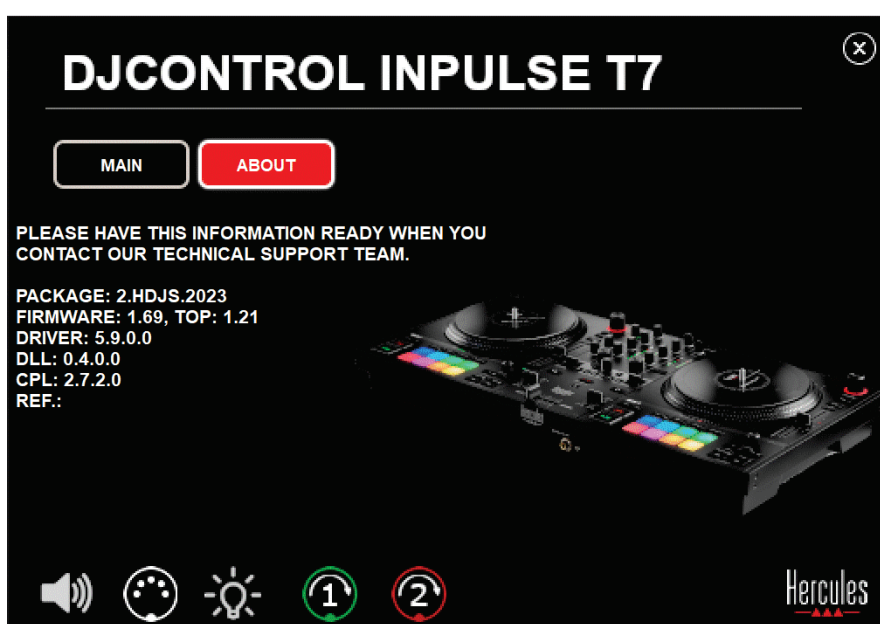 DJCONTROL INPULSE T7
MAIN
ABOUT
PLEASE HAVE THIS INFORMATION READY WHEN YOU
CONTACT OUR TECHNICAL SUPPORT TEAM.
PACKAGE: 2.HDJS.2023
FIRMWARE: 1.69, TOP: 1.21
DRIVER: 5.9.0.0
DLL: 0.4.0.0
CPL: 2.7.2.0
REF.:
1
2
Hercules